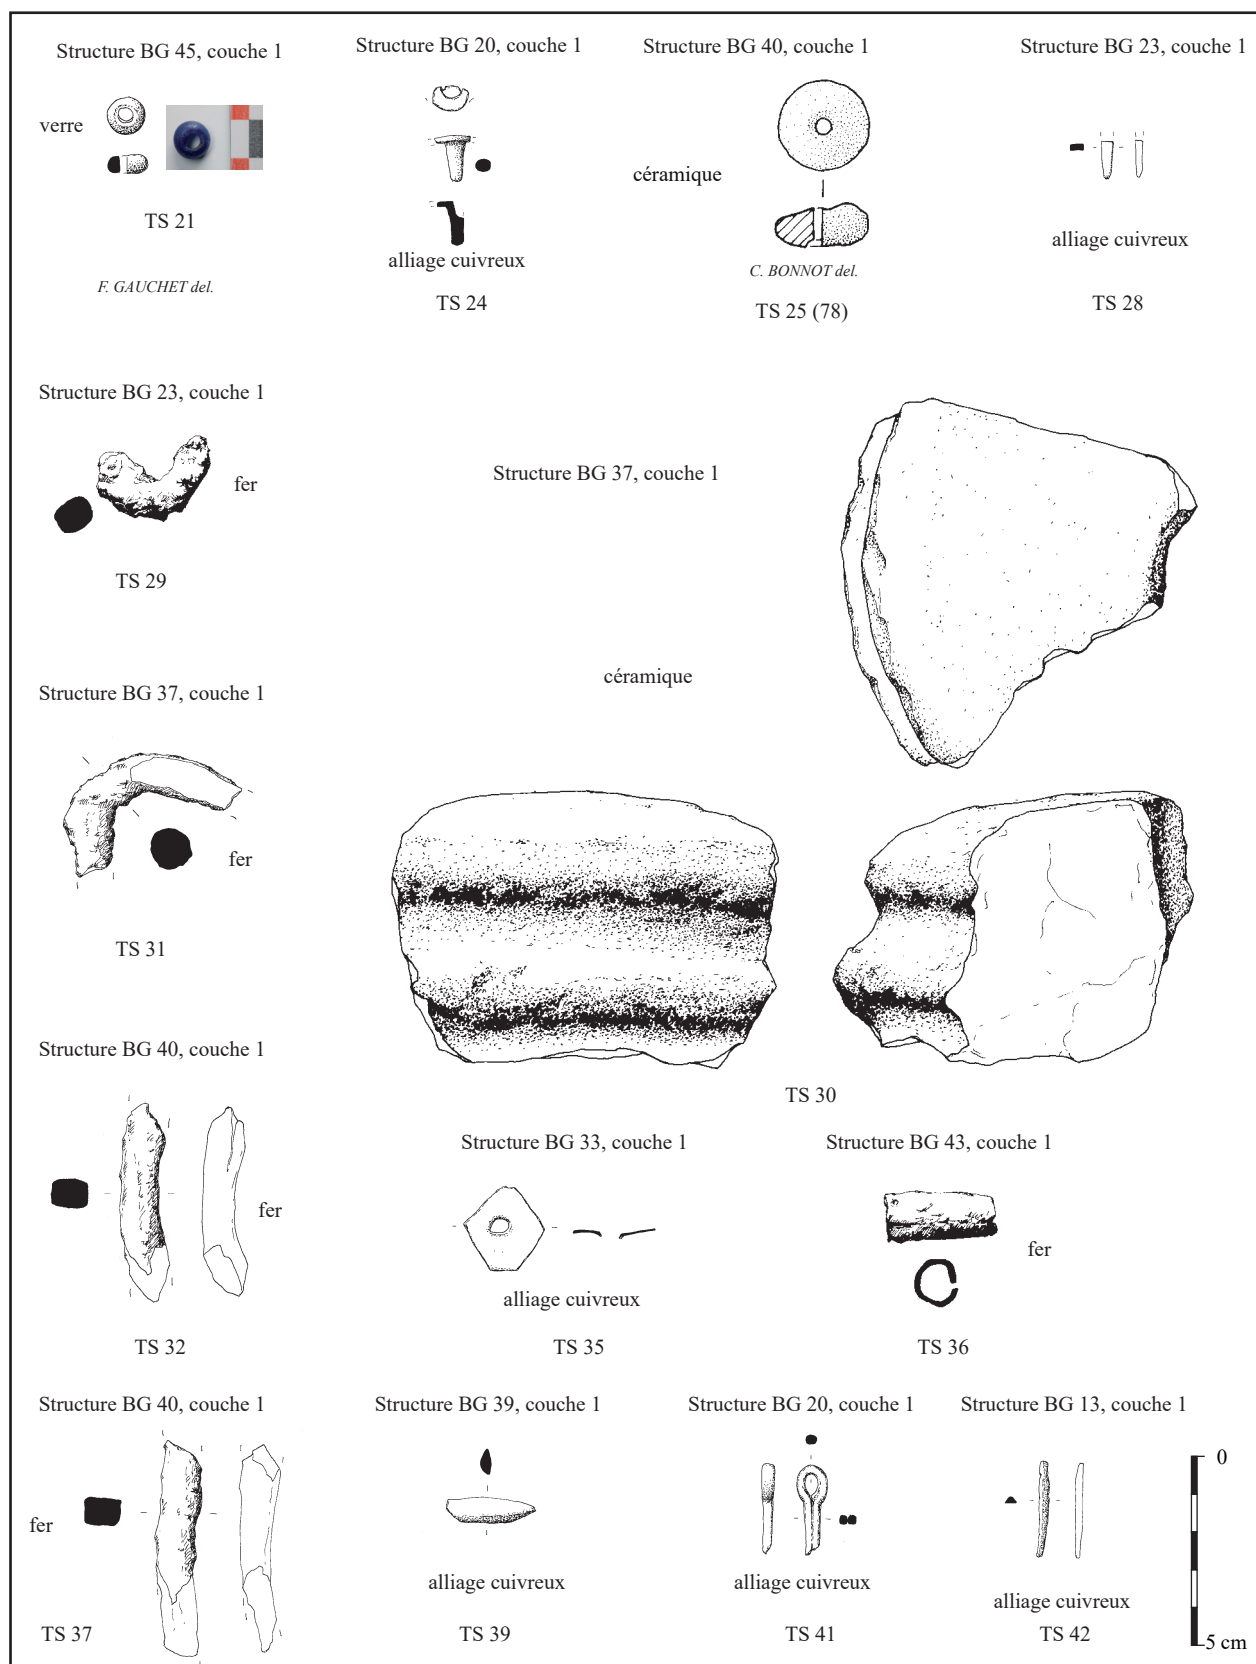 Structure BG 45, couche 1
verre
TS 21
F. GAUCHET del.
Structure BG 20, couche 1
alliage cuivreux
TS 24
Structure BG 40, couche 1
céramique
C. BONNOT del.
TS 25 (78)
Structure BG 23, couche 1
alliage cuivreux
TS 28
Structure BG 23, couche 1
fer
TS 29
Structure BG 37, couche 1
céramique
TS 30
Structure BG 37, couche 1
fer
TS 31
Structure BG 40, couche 1
fer
TS 32
Structure BG 33, couche 1
alliage cuivreux
TS 35
Structure BG 43, couche 1
fer
TS 36
Structure BG 40, couche 1
fer
TS 37
Structure BG 39, couche 1
alliage cuivreux
TS 39
Structure BG 20, couche 1
alliage cuivreux
TS 41
Structure BG 13, couche 1
alliage cuivreux
TS 42
0
5 cm